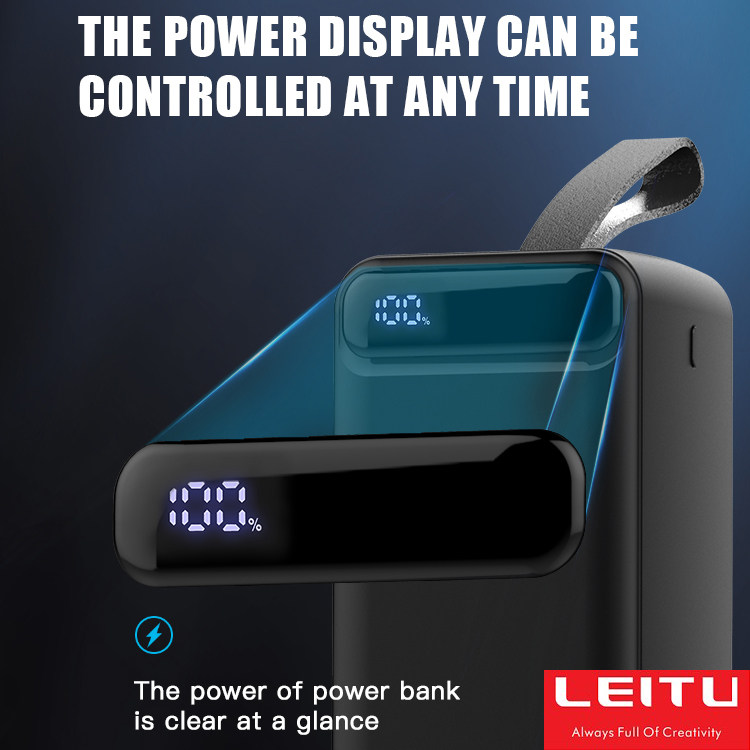 THE POWER DISPLAY CAN BE
CONTROLLED AT ANY TIME
100%
100%
The power of power bank
is clear at a glance
LEITU
Always Full Of Creativity